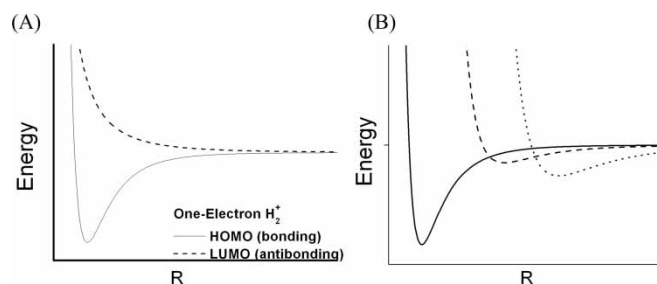 (A)
(B)
Energy
One-Electron H₂⁺
HOMO (bonding)
LUMO (antibonding)
R
Energy
R